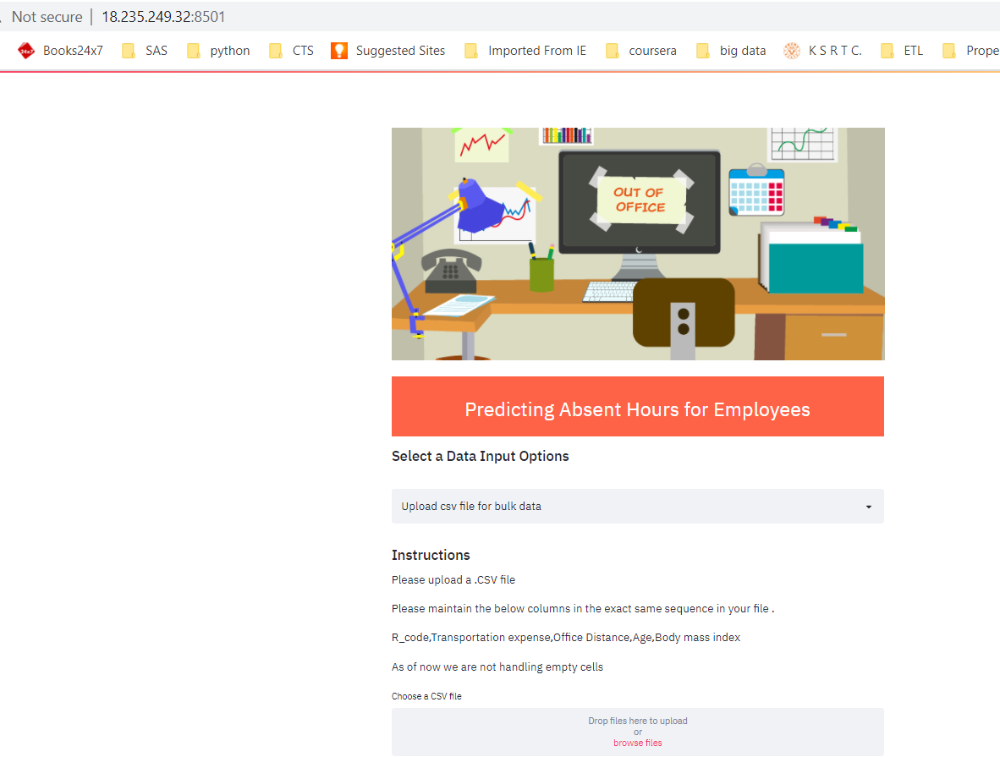 Not secure | 18.235.249.32:8501
Books24x7 SAS python CTS Suggested Sites Imported From IE coursera big data K S R T C. ETL Prope
OUT OF
OFFICE
Predicting Absent Hours for Employees
Select a Data Input Options
Upload csv file for bulk data
Instructions
Please upload a .CSV file
Please maintain the below columns in the exact same sequence in your file .
R_code,Transportation expense,Office Distance,Age,Body mass index
As of now we are not handling empty cells
Choose a CSV file
Drop files here to upload
or
browse files